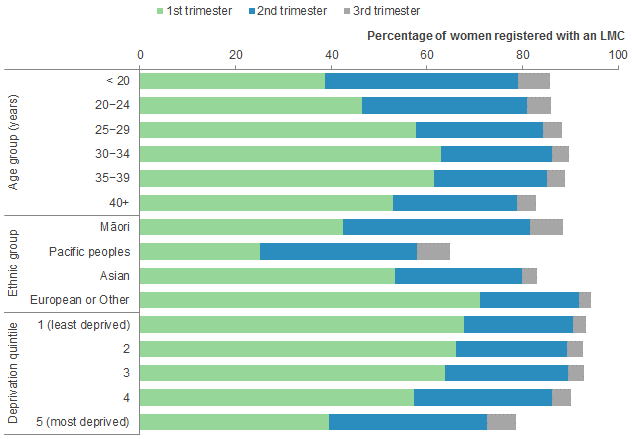 1st trimester 2nd trimester 3rd trimester
Percentage of women registered with an LMC
0 20 40 60 80 100
Age group (years)
< 20
20–24
25–29
30–34
35–39
40+
Ethnic group
Māori
Pacific peoples
Asian
European or Other
Deprivation quintile
1 (least deprived)
2
3
4
5 (most deprived)